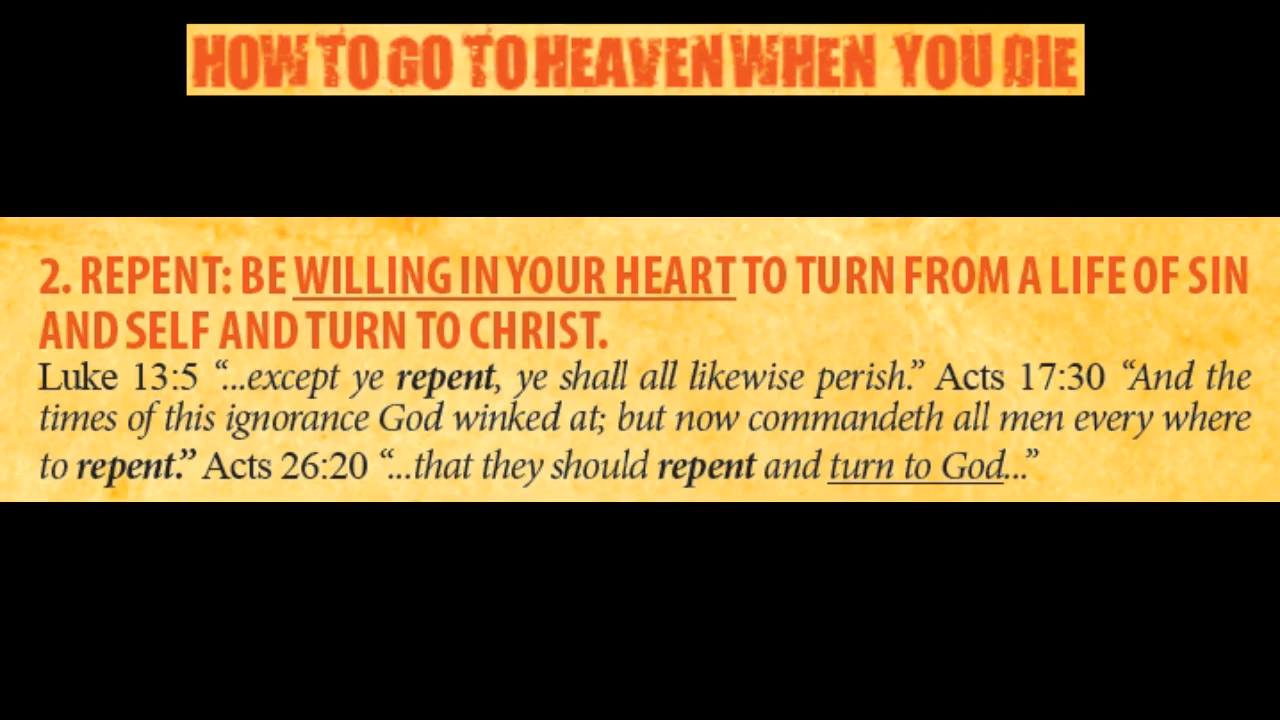 HOW TO GO TO HEAVEN WHEN YOU DIE
2. REPENT: BE WILLING IN YOUR HEART TO TURN FROM A LIFE OF SIN
AND SELF AND TURN TO CHRIST.
Luke 13:5 “...except ye repent, ye shall all likewise perish.” Acts 17:30 “And the
times of this ignorance God winked at; but now commandeth all men every where
to repent.” Acts 26:20 “...that they should repent and turn to God...”